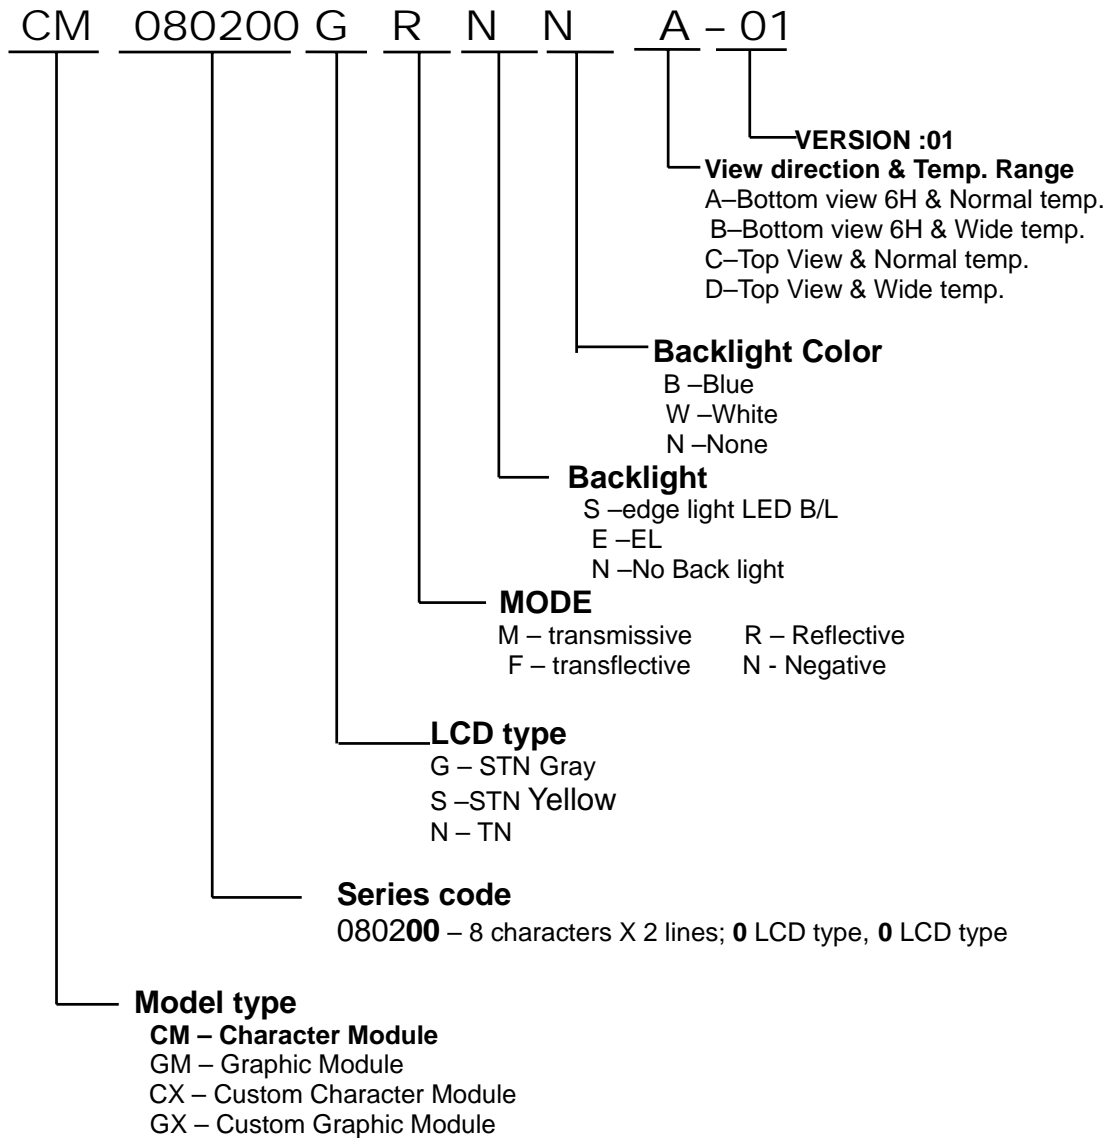 CM 080200 G R N N A – 01
VERSION :01
View direction & Temp. Range
A–Bottom view 6H & Normal temp.
B–Bottom view 6H & Wide temp.
C–Top View & Normal temp.
D–Top View & Wide temp.
Backlight Color
B –Blue
W –White
N –None
Backlight
S –edge light LED B/L
E –EL
N –No Back light
MODE
M – transmissive R – Reflective
F – transflective N - Negative
LCD type
G – STN Gray
S –STN Yellow
N – TN
Series code
080200 – 8 characters X 2 lines; 0 LCD type, 0 LCD type
Model type
CM – Character Module
GM – Graphic Module
CX – Custom Character Module
GX – Custom Graphic Module